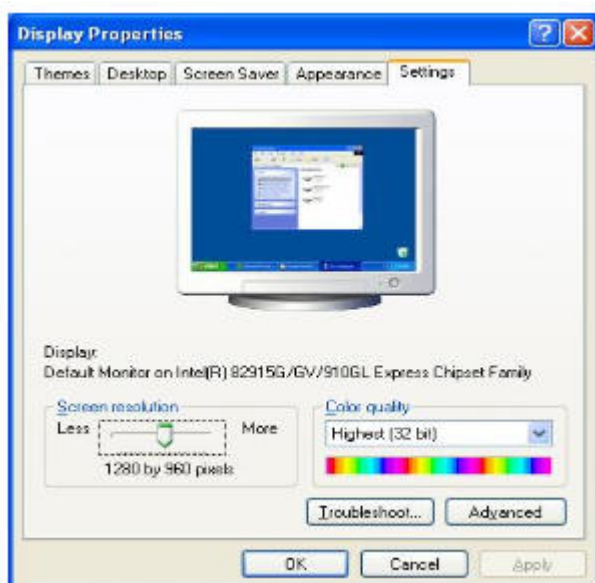 Display Properties
Themes Desktop Screen Saver Appearance Settings
Display:
Default Monitor on Intel(R) 82915G/GV/910GL Express Chipset Family
Screen resolution
Less More
1280 by 960 pixels
Color quality
Highest (32 bit)
Troubleshoot... Advanced
OK Cancel Apply